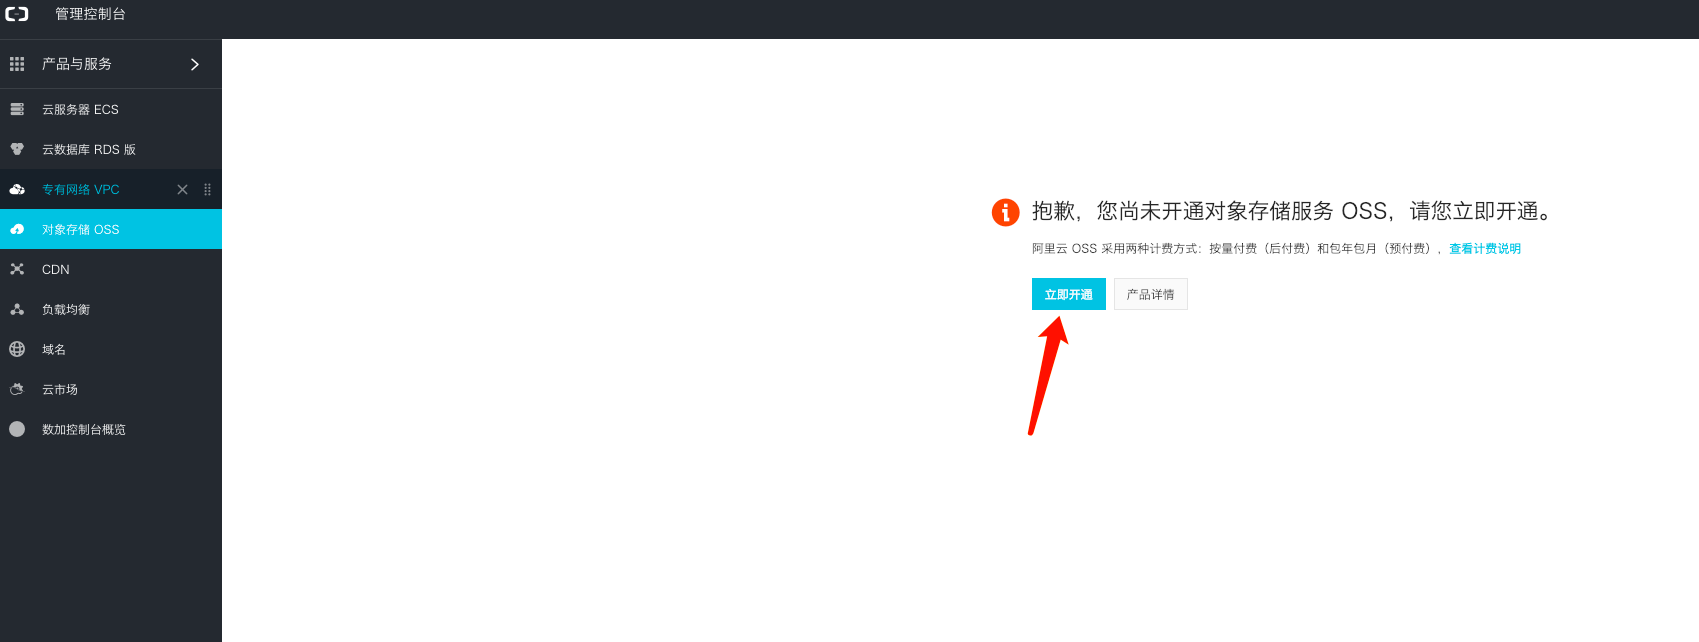 管理控制台
产品与服务
云服务器 ECS
云数据库 RDS 版
专有网络 VPC
对象存储 OSS
CDN
负载均衡
域名
云市场
数加控制台概览
抱歉，您尚未开通对象存储服务 OSS，请您立即开通。
阿里云 OSS 采用两种计费方式：按量付费（后付费）和包年包月（预付费），查看计费说明
立即开通 产品详情